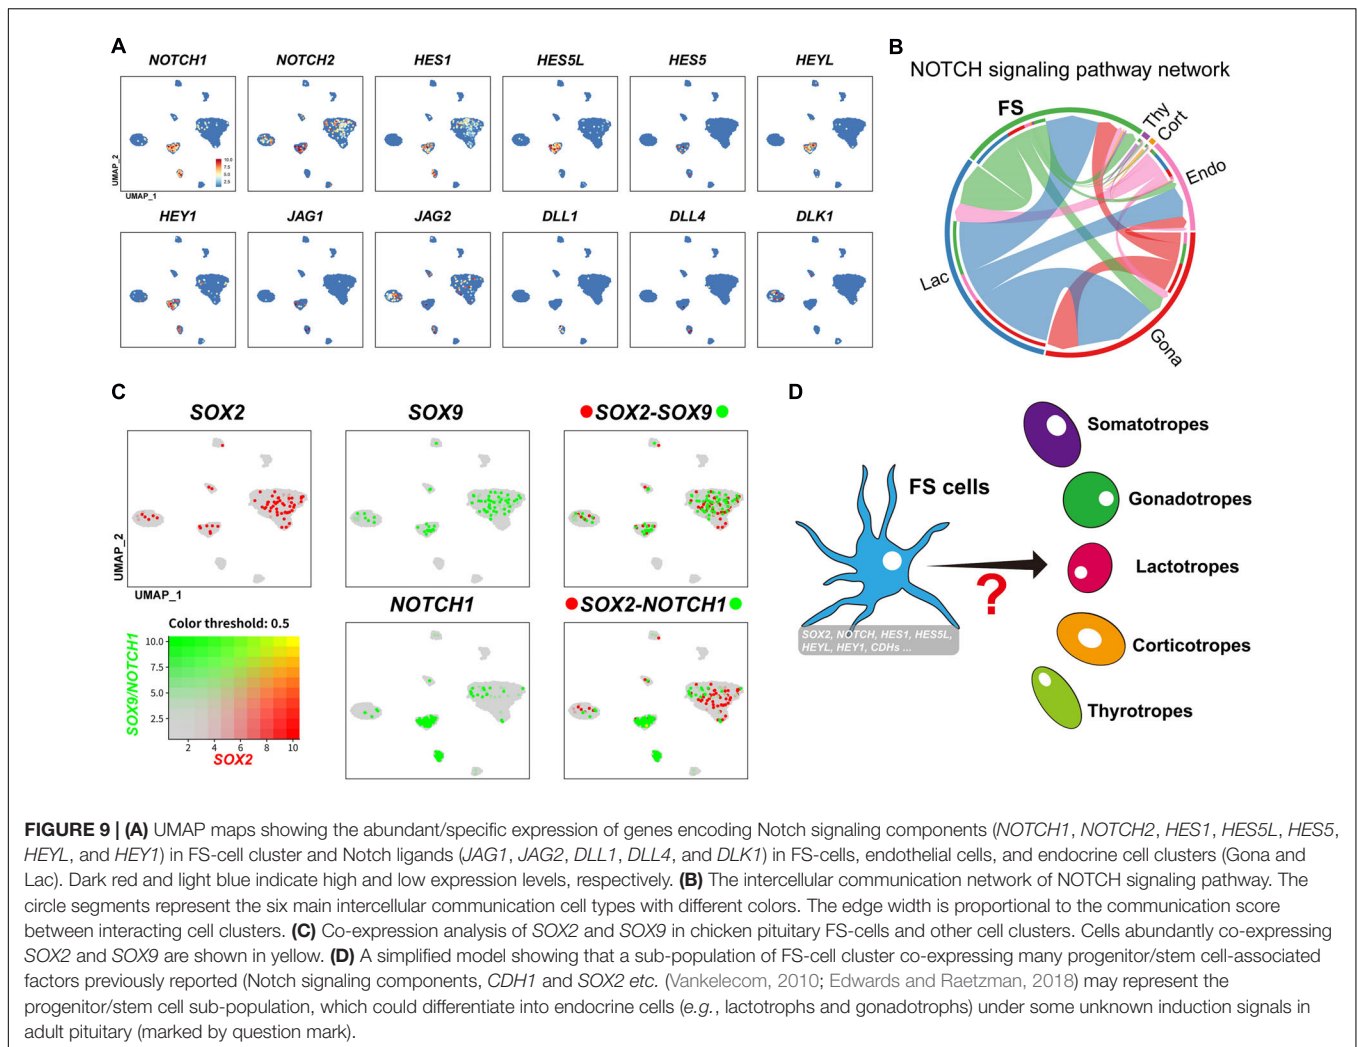 A
NOTCH1 NOTCH2 HES1 HES5L HES5 HEYL
10.0
7.5
5.0
2.5
UMAP_2
UMAP_1
HEY1 JAG1 JAG2 DLL1 DLL4 DLK1
B
NOTCH signaling pathway network
FS
Thy
Cort
Endo
Lac
Gona
C
SOX2 SOX9 SOX2-SOX9
UMAP_2
UMAP_1
NOTCH1 SOX2-NOTCH1
Color threshold: 0.5
SOX9/NOTCH1
10.0
7.5
5.0
2.5
2 4 6 8 10
SOX2
D
FS cells
?
SOX2, NOTCH, HES1, HES5L,
HEYL, HEY1, CDHs ...
Somatotropes
Gonadotropes
Lactotropes
Corticotropes
Thyrotropes
FIGURE 9 | (A) UMAP maps showing the abundant/specific expression of genes encoding Notch signaling components (NOTCH1, NOTCH2, HES1, HES5L, HES5,
HEYL, and HEY1) in FS-cell cluster and Notch ligands (JAG1, JAG2, DLL1, DLL4, and DLK1) in FS-cells, endothelial cells, and endocrine cell clusters (Gona and
Lac). Dark red and light blue indicate high and low expression levels, respectively. (B) The intercellular communication network of NOTCH signaling pathway. The
circle segments represent the six main intercellular communication cell types with different colors. The edge width is proportional to the communication score
between interacting cell clusters. (C) Co-expression analysis of SOX2 and SOX9 in chicken pituitary FS-cells and other cell clusters. Cells abundantly co-expressing
SOX2 and SOX9 are shown in yellow. (D) A simplified model showing that a sub-population of FS-cell cluster co-expressing many progenitor/stem cell-associated
factors previously reported (Notch signaling components, CDH1 and SOX2 etc. (Vankelecom, 2010; Edwards and Raetzman, 2018) may represent the
progenitor/stem cell sub-population, which could differentiate into endocrine cells (e.g., lactotrophs and gonadotrophs) under some unknown induction signals in
adult pituitary (marked by question mark).